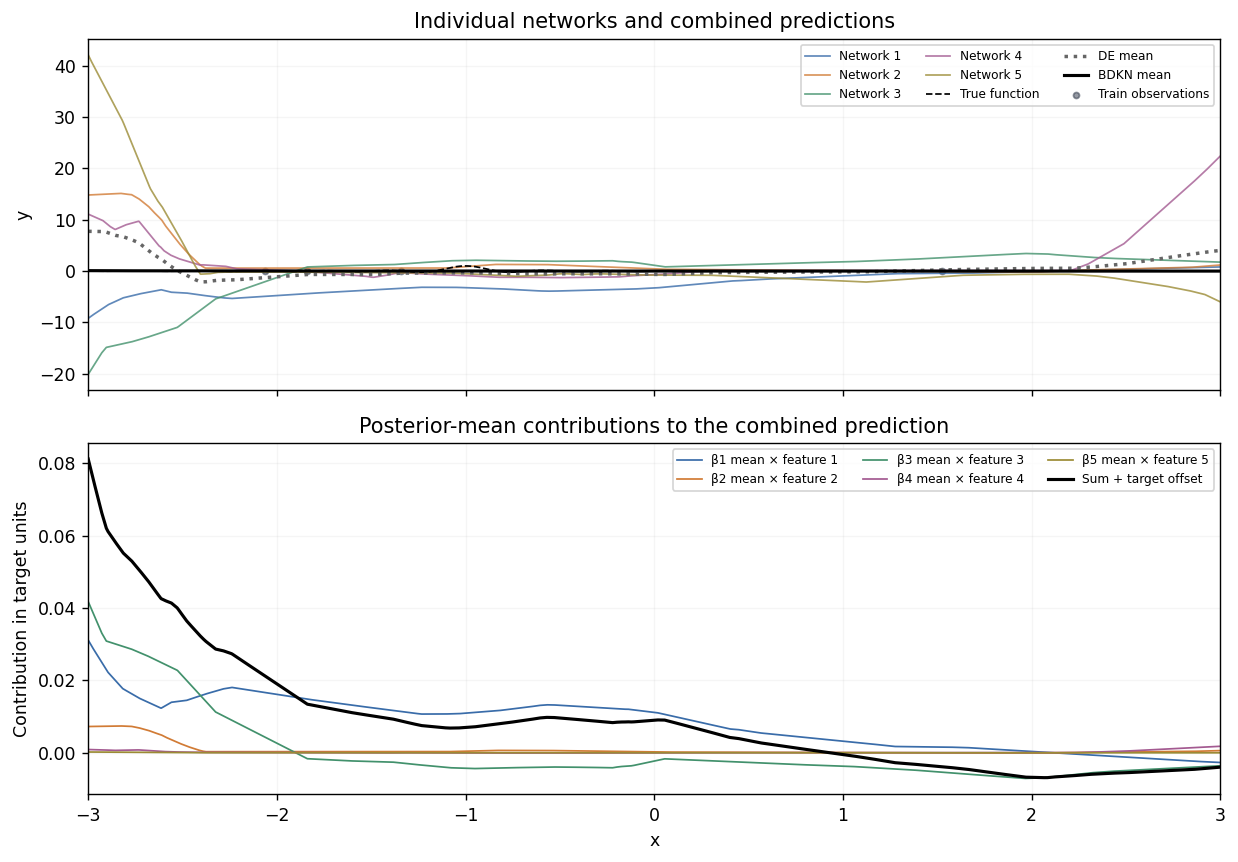 Individual networks and combined predictions
Network 1 Network 4 DE mean
Network 2 Network 5 BDKN mean
Network 3 True function Train observations
40
30
20
10
0
−10
−20
y
Posterior-mean contributions to the combined prediction
β1 mean × feature 1 β3 mean × feature 3 β5 mean × feature 5
β2 mean × feature 2 β4 mean × feature 4 Sum + target offset
0.08
0.06
0.04
0.02
0.00
Contribution in target units
−3 −2 −1 0 1 2 3
x